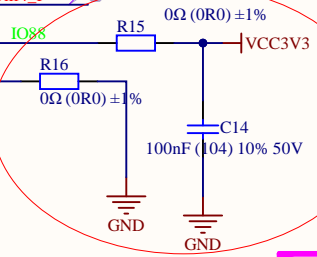 0Ω (0R0) ±1%
R15
IO88
VCC3V3
R16
0Ω (0R0) ±1%
C14
100nF (104) 10% 50V
GND
GND